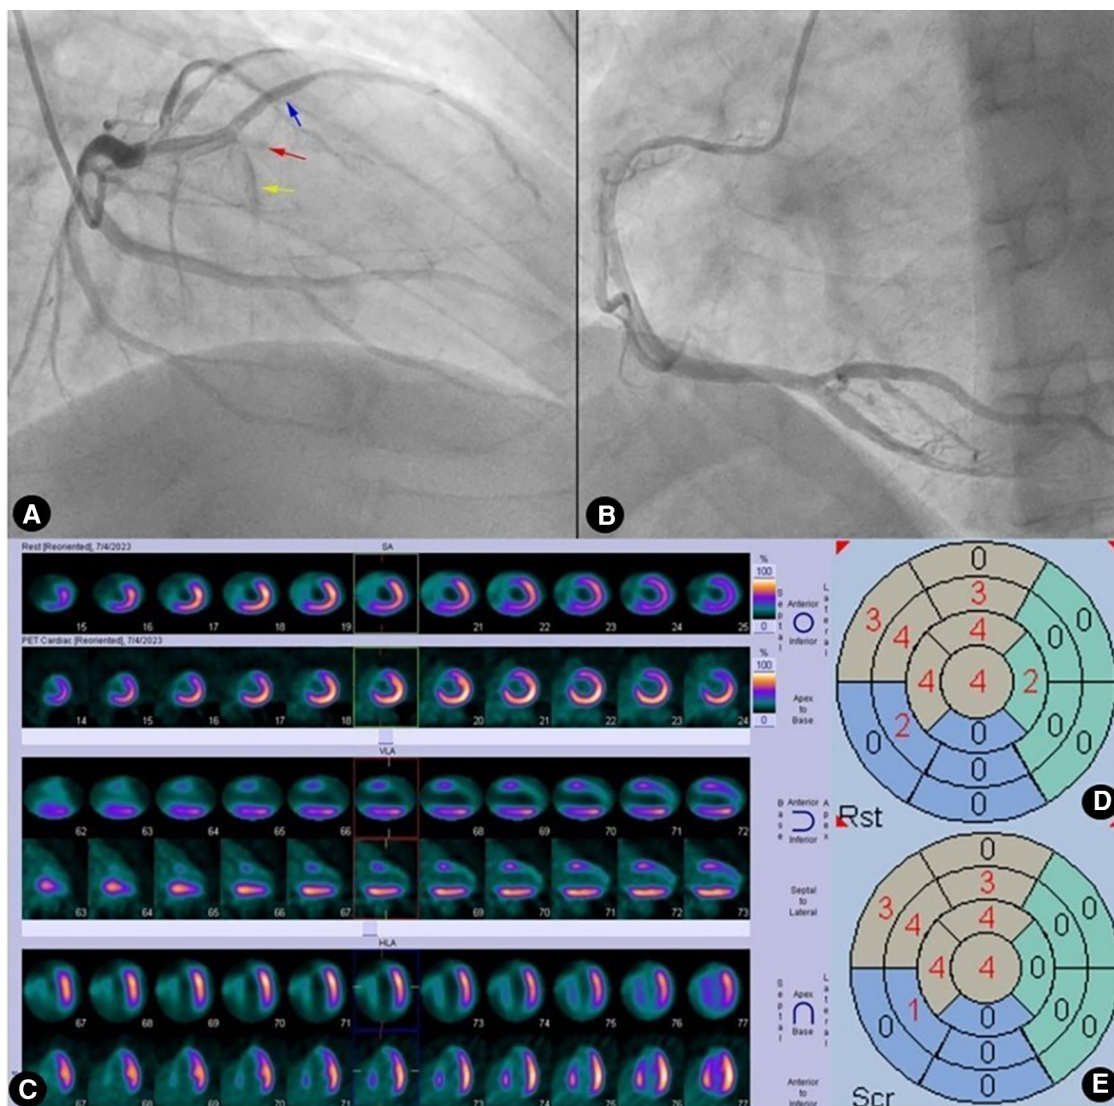 A
B
Rest [Reoriented], 7/4/2023
SA
15 16 17 18 19 21 22 23 24 25
PET Cardiac [Reoriented], 7/4/2023
14 15 16 17 18 20 21 22 23 24
%
100
0
%
100
0
Septal
Anterior
Inferior
Lateral
Apex
to
Base
VLA
62 63 64 65 66 68 69 70 71 72
63 64 65 66 67 68 69 70 71 73
Base
Anterior
Inferior
Apex
Septal
to
Lateral
HLA
67 68 69 70 71 73 74 75 76 77
67 68 69 70 71 73 74 75 76 77
Septal
Apex
Base
Lateral
Anterior
to
Inferior
C
0
3
3 0
4 4 0
4 4 2
2 0
0 0
0
0
Rst
D
0
3
3 0
4 4 0
4 4 0
1 0
0 0
0
0
Scr
E